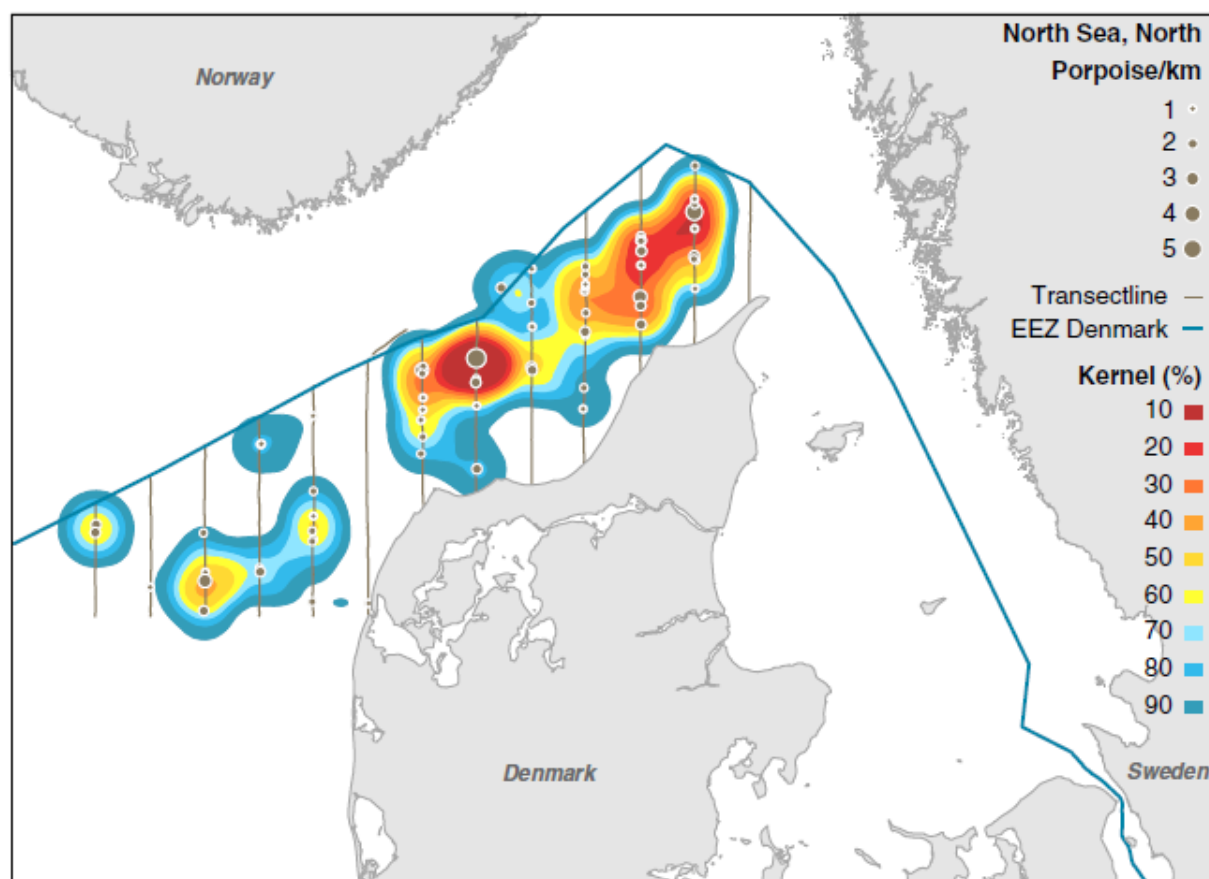 North Sea, North
Porpoise/km
1
2
3
4
5
Transectline
EEZ Denmark
Kernel (%)
10
20
30
40
50
60
70
80
90
Norway
Denmark
Sweden